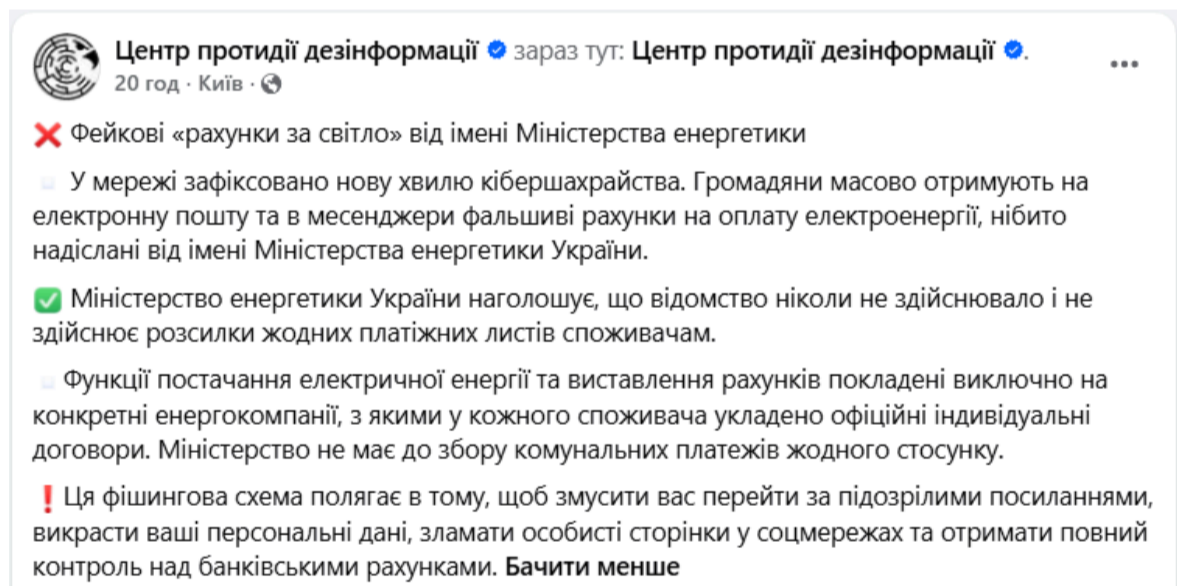 Центр протидії дезінформації зараз тут: Центр протидії дезінформації.
20 год · Київ ·
❌ Фейкові «рахунки за світло» від імені Міністерства енергетики
▫️ У мережі зафіксовано нову хвилю кібершахрайства. Громадяни масово отримують на
електронну пошту та в месенджери фальшиві рахунки на оплату електроенергії, нібито
надіслані від імені Міністерства енергетики України.
✅ Міністерство енергетики України наголошує, що відомство ніколи не здійснювало і не
здійснює розсилки жодних платіжних листів споживачам.
▫️Функції постачання електричної енергії та виставлення рахунків покладені виключно на
конкретні енергокомпанії, з якими у кожного споживача укладено офіційні індивідуальні
договори. Міністерство не має до збору комунальних платежів жодного стосунку.
❗Ця фішингова схема полягає в тому, щоб змусити вас перейти за підозрілими посиланнями,
викрасти ваші персональні дані, зламати особисті сторінки у соцмережах та отримати повний
контроль над банківськими рахунками. Бачити менше